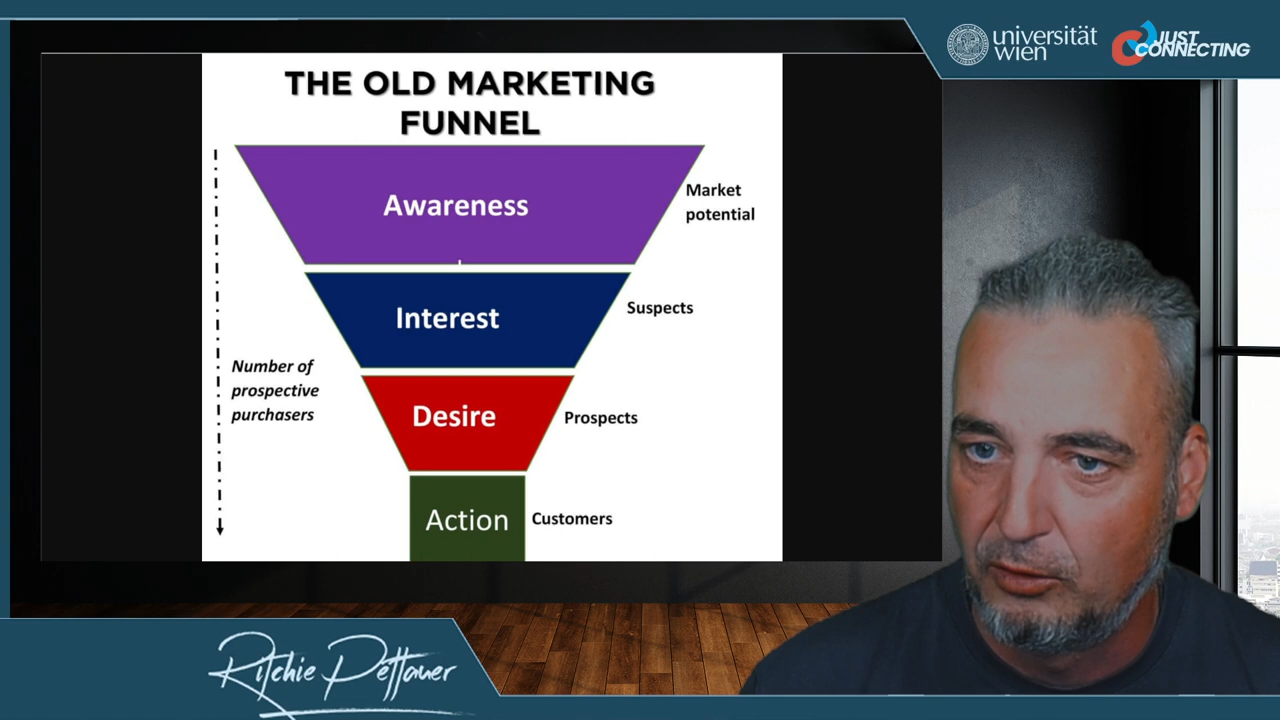 universität
wien
JUST
CONNECTING
THE OLD MARKETING
FUNNEL
Awareness
Market
potential
Interest
Suspects
Number of
prospective
purchasers
Desire
Prospects
Action
Customers
Ritchie Pettauer